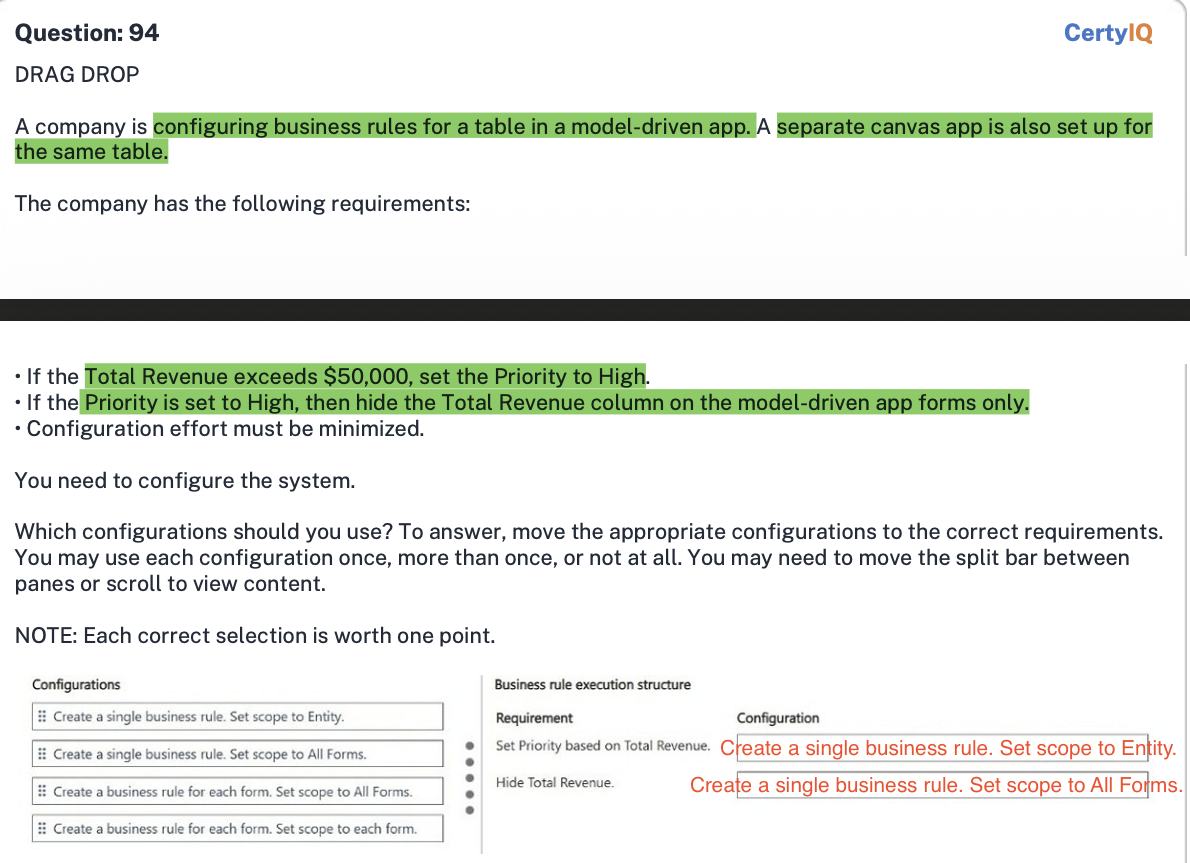 Question: 94
CertyIQ
DRAG DROP
A company is configuring business rules for a table in a model-driven app. A separate canvas app is also set up for
the same table.
The company has the following requirements:
• If the Total Revenue exceeds $50,000, set the Priority to High.
• If the Priority is set to High, then hide the Total Revenue column on the model-driven app forms only.
• Configuration effort must be minimized.
You need to configure the system.
Which configurations should you use? To answer, move the appropriate configurations to the correct requirements.
You may use each configuration once, more than once, or not at all. You may need to move the split bar between
panes or scroll to view content.
NOTE: Each correct selection is worth one point.
Configurations
Create a single business rule. Set scope to Entity.
Create a single business rule. Set scope to All Forms.
Create a business rule for each form. Set scope to All Forms.
Create a business rule for each form. Set scope to each form.
Business rule execution structure
Requirement Configuration
Set Priority based on Total Revenue. Create a single business rule. Set scope to Entity.
Hide Total Revenue. Create a single business rule. Set scope to All Forms.